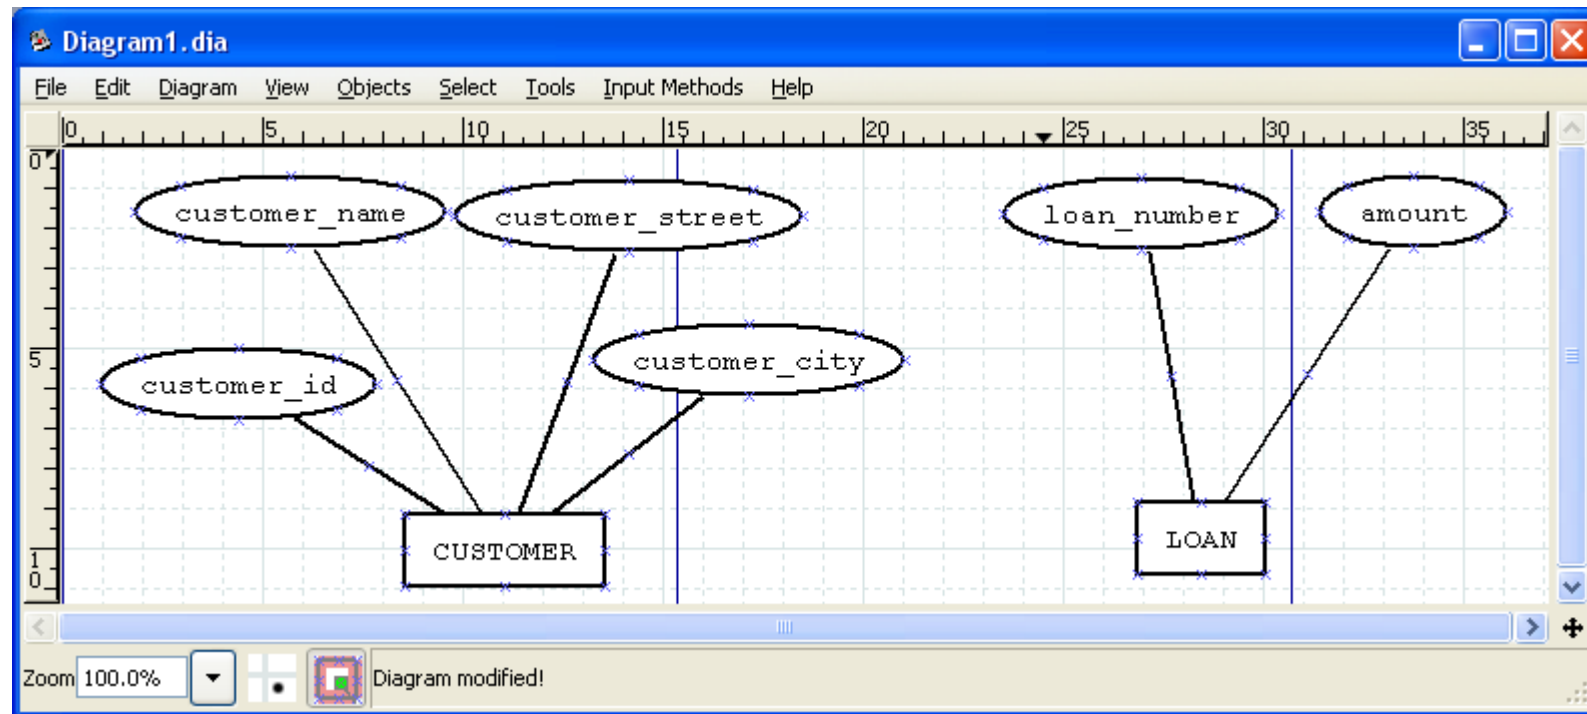 Diagram1.dia
File Edit Diagram View Objects Select Tools Input Methods Help
0 5 10 15 20 25 30 35
0
customer_name customer_street loan_number amount
5
customer_id customer_city
10
CUSTOMER LOAN
Zoom 100.0% Diagram modified!